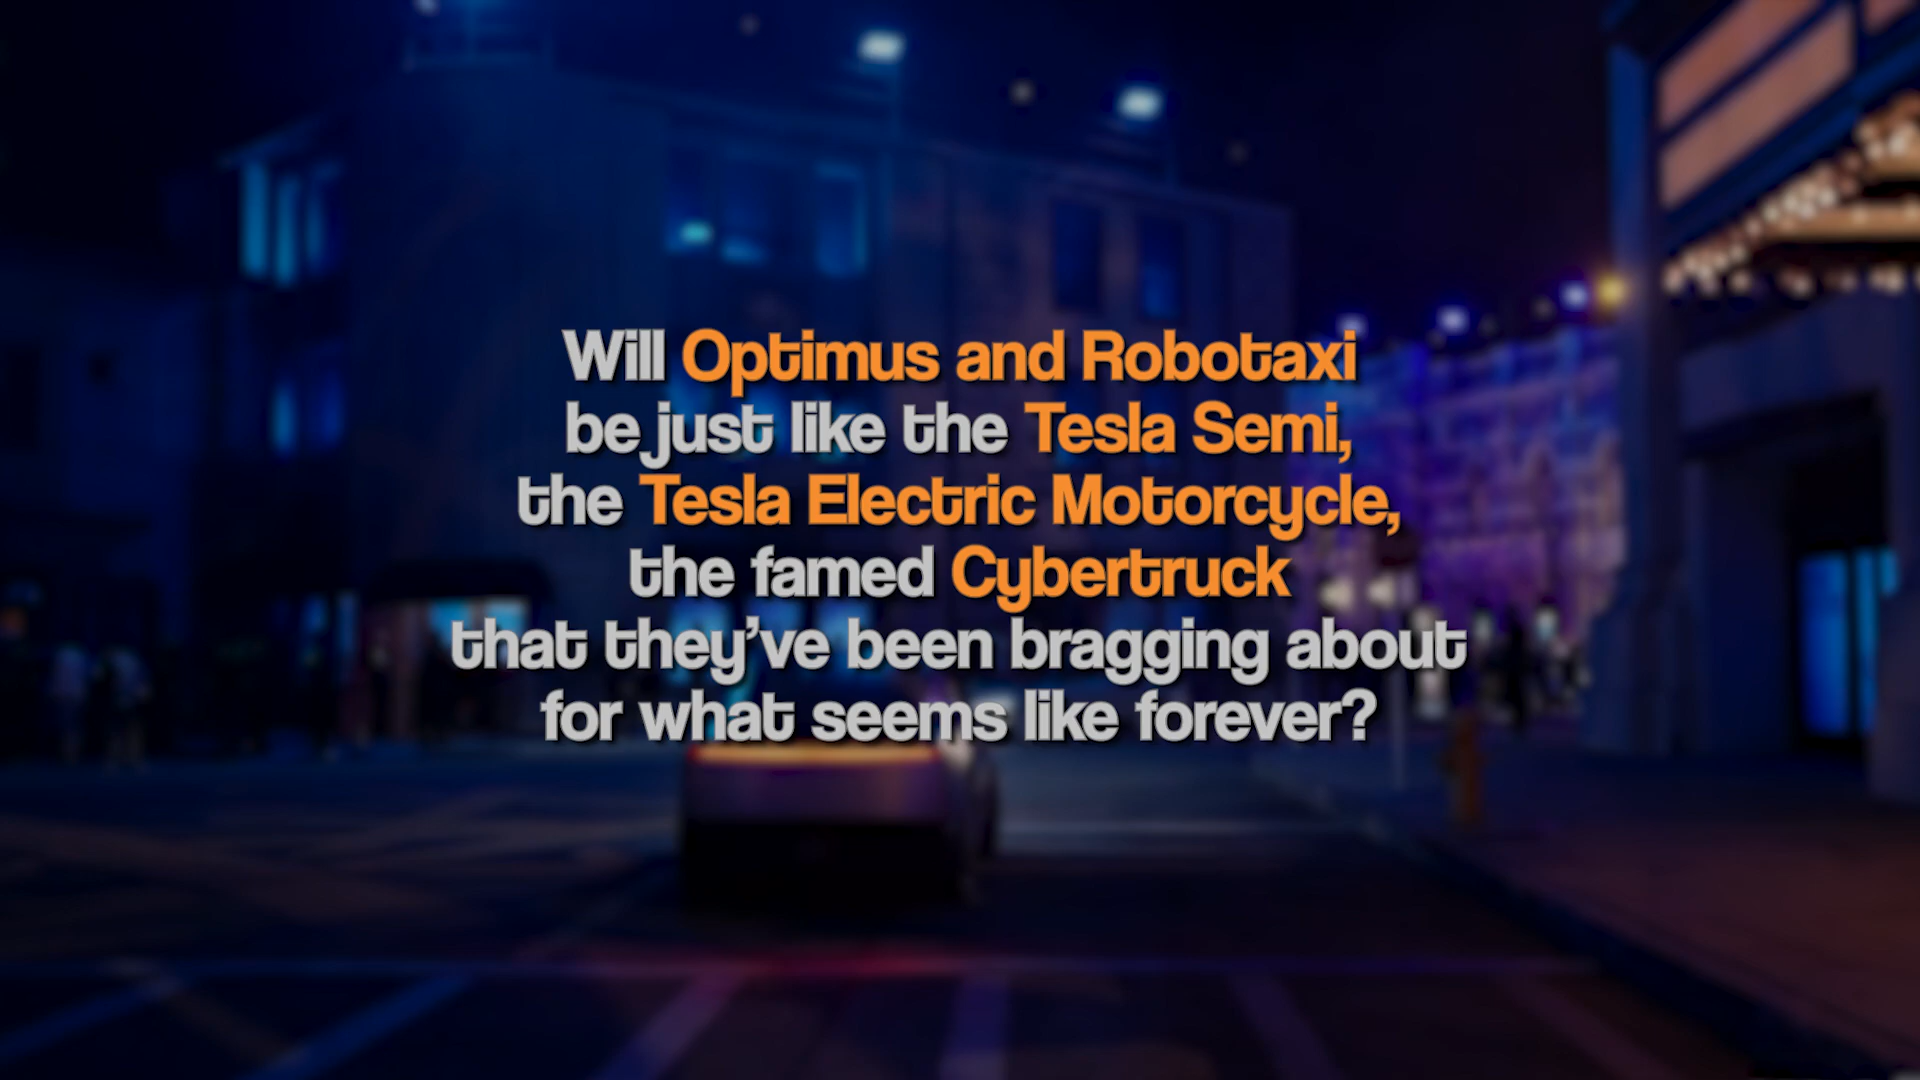 Will Optimus and Robotaxi
be just like the Tesla Semi,
the Tesla Electric Motorcycle,
the famed Cybertruck
that they’ve been bragging about
for what seems like forever?